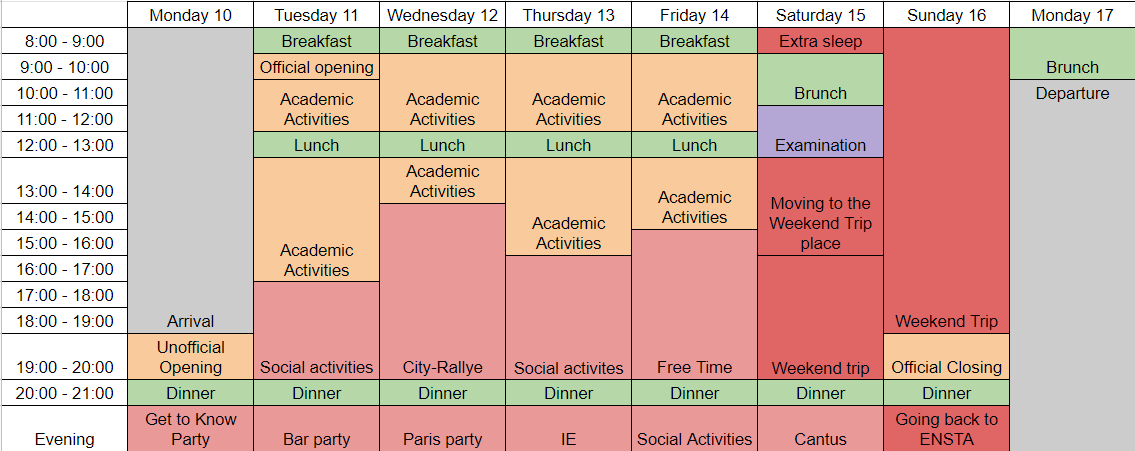 Monday 10 Tuesday 11 Wednesday 12 Thursday 13 Friday 14 Saturday 15 Sunday 16 Monday 17
8:00 - 9:00 Breakfast Breakfast Breakfast Breakfast Extra sleep
9:00 - 10:00 Official opening Brunch
10:00 - 11:00 Academic Academic Academic Academic Brunch Departure
11:00 - 12:00 Activities Activities Activities Activities
12:00 - 13:00 Lunch Lunch Lunch Lunch Examination
Academic
13:00 - 14:00 Activities Academic Moving to the
14:00 - 15:00 Academic Activities Weekend Trip
15:00 - 16:00 Academic Activities place
16:00 - 17:00 Activities
17:00 - 18:00
18:00 - 19:00 Arrival Weekend Trip
Unofficial
19:00 - 20:00 Opening Social activities City-Rallye Social activites Free Time Weekend trip Official Closing
20:00 - 21:00 Dinner Dinner Dinner Dinner Dinner Dinner Dinner
Get to Know Going back to
Evening Party Bar party Paris party IE Social Activities Cantus ENSTA